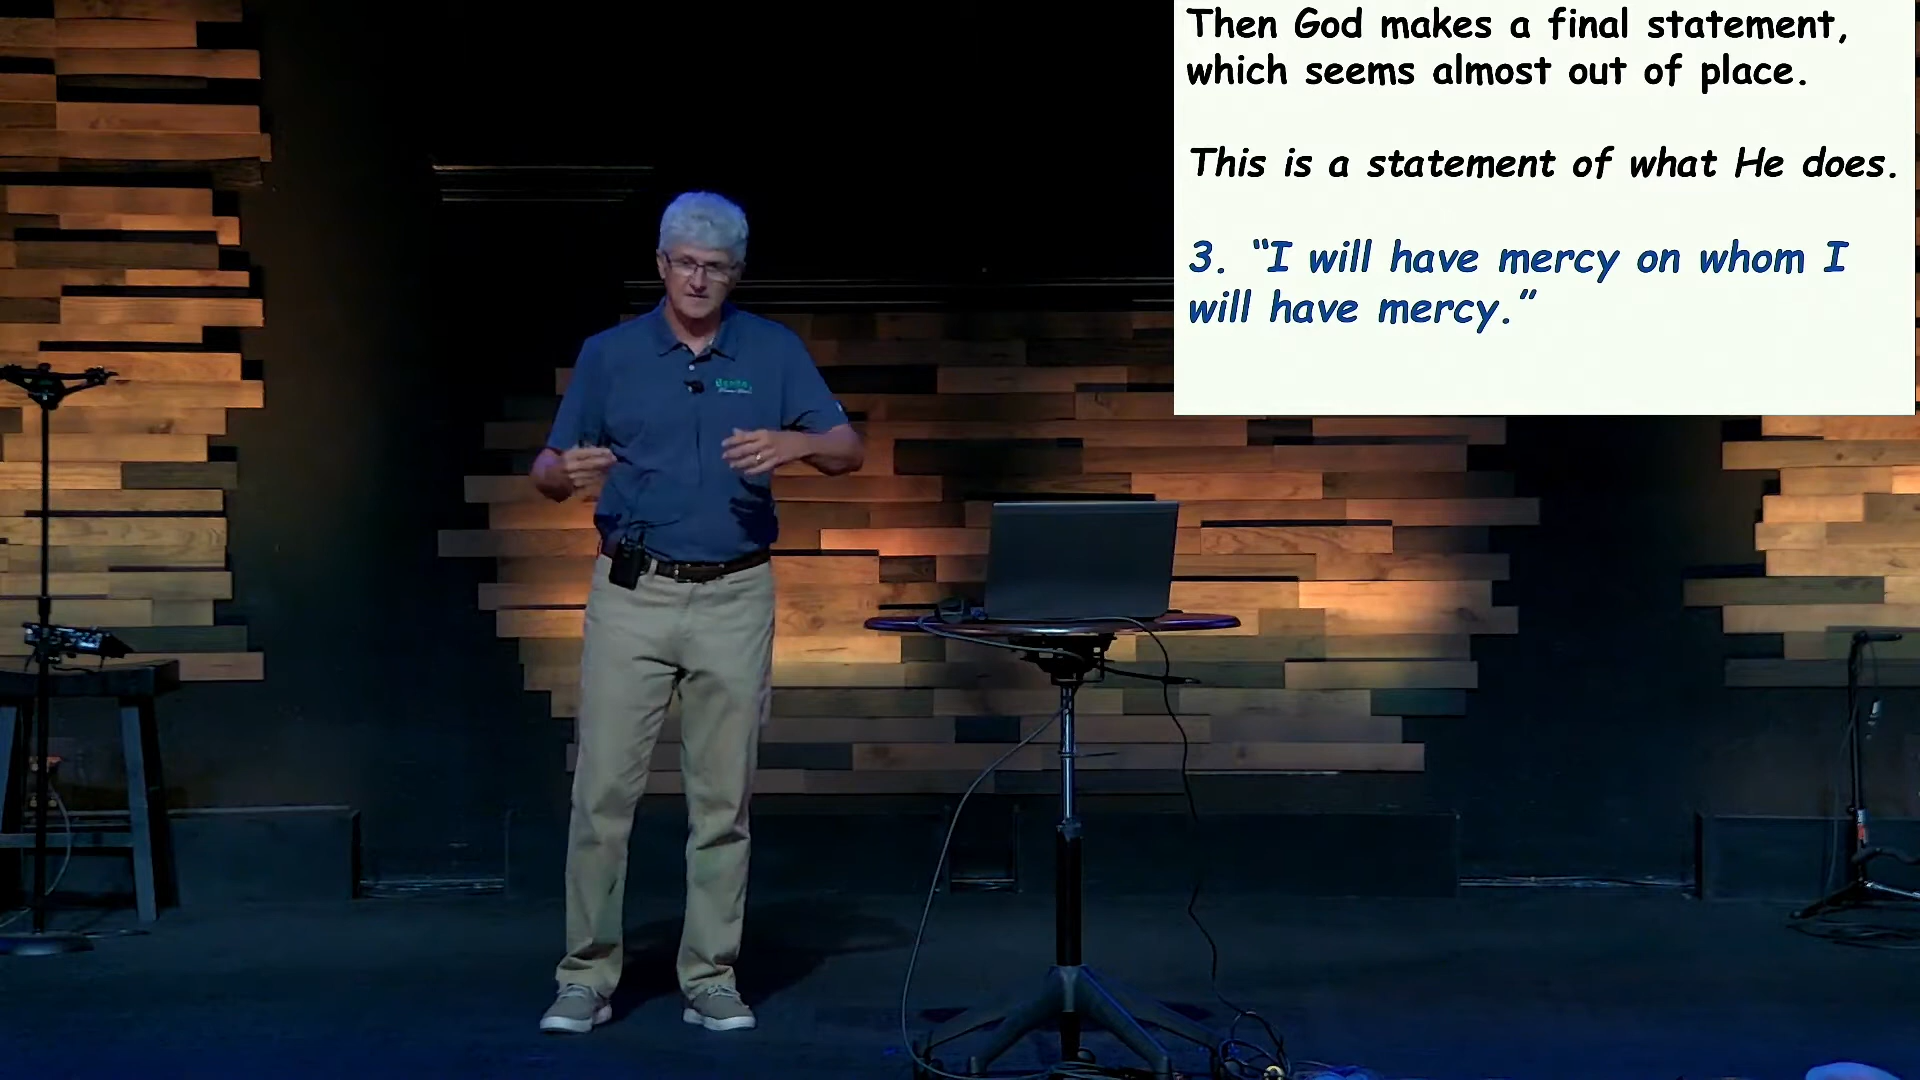 Then God makes a final statement,
which seems almost out of place.
This is a statement of what He does.
3. “I will have mercy on whom I
will have mercy.”